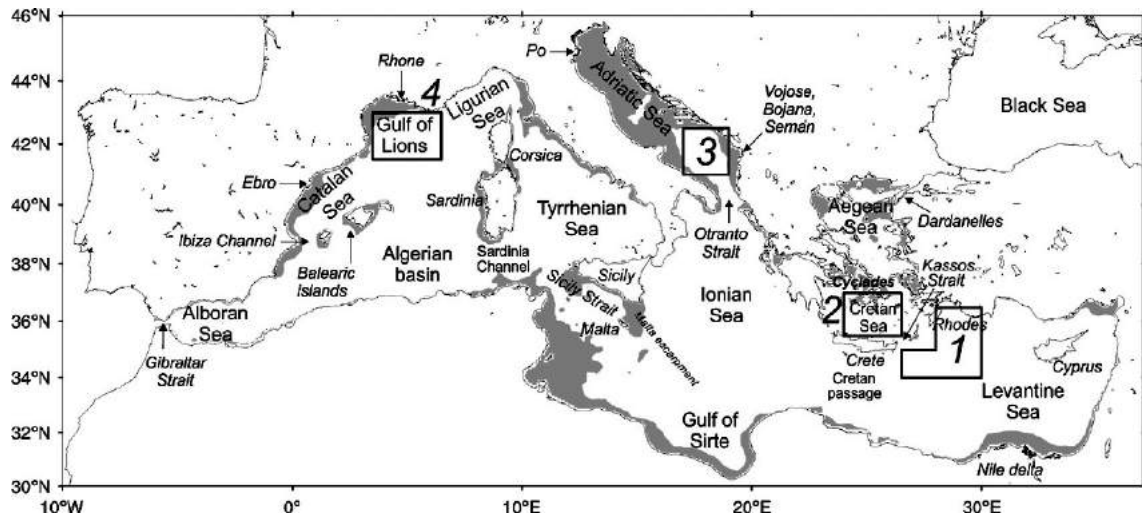 46°N
44°N
42°N
40°N
38°N
36°N
34°N
32°N
30°N
10°W
0°
10°E
20°E
30°E
Po
Rhone
4
Ligurian
Sea
Gulf of
Lions
Adriatic Sea
3
Vojose,
Bojana,
Semán
Black Sea
Corsica
Ebro
Catalan
Sea
Sardinia
Tyrrhenian
Sea
Otranto
Strait
Aegean
Sea
Dardanelles
Ibiza Channel
Balearic
islands
Algerian
basin
Sardinia
Channel
Sicily
Sicily Strait
Malta
Malta escarpment
Ionian
Sea
Cyclades
Kassos
Strait
2
Cretan
Sea
Rhodes
1
Crete
Cretan
passage
Cyprus
Levantine
Sea
Alboran
Sea
Gibraltar
Strait
Gulf of
Sirte
Nile delta